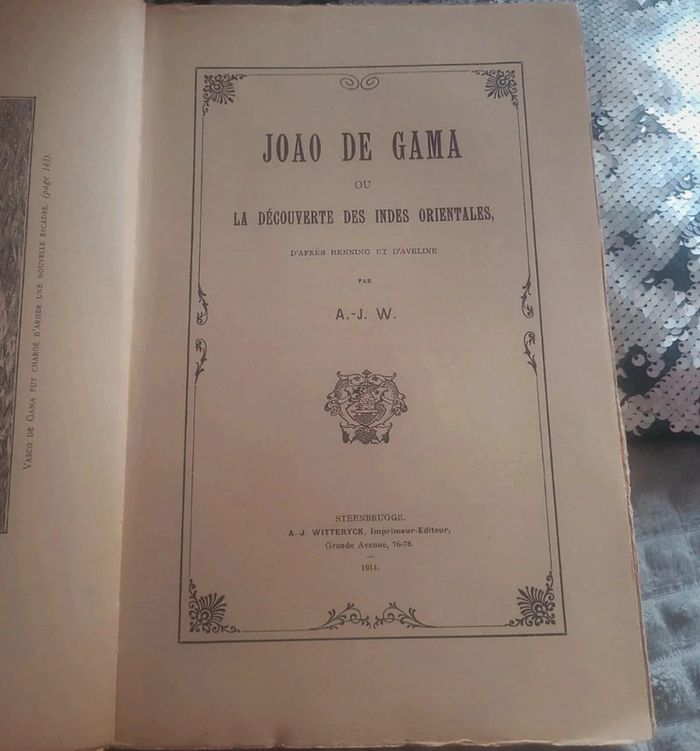 VASCO DE GAMA FUT CHARGÉ D'ARMER UNE NOUVELLE ESCADRE. (page 143).
JOAO DE GAMA
OU
LA DÉCOUVERTE DES INDES ORIENTALES,
D'APRÈS HENNING ET D'AVELINE
PAR
A.-J. W.
STEENBRUGGE.
A.-J. WITTERYCK, Imprimeur-Editeur,
Grande Avenue, 76-78.
1914.